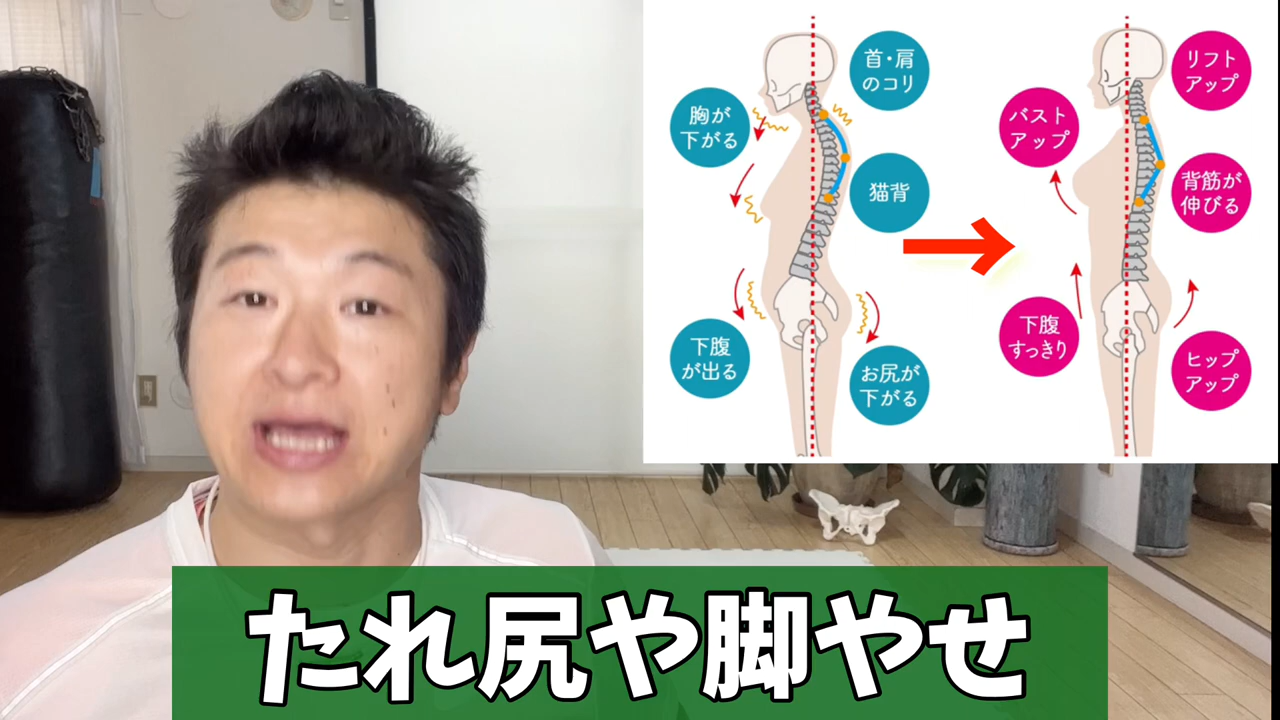 首・肩
のコリ
胸が
下がる
猫背
下腹
が出る
お尻が
下がる
リフト
アップ
バスト
アップ
背筋が
伸びる
下腹
すっきり
ヒップ
アップ
たれ尻や脚やせ